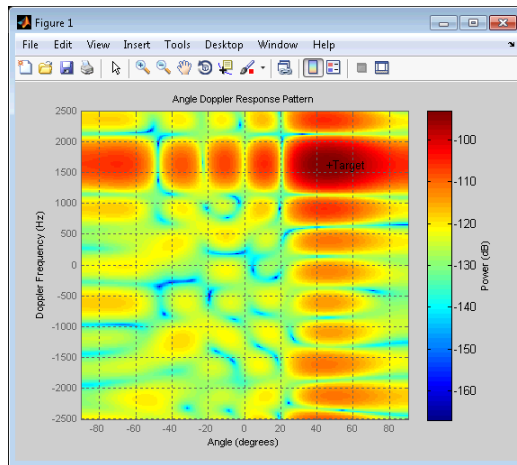 Figure 1
File Edit View Insert Tools Desktop Window Help
Angle Doppler Response Pattern
2500
2000
1500
1000
500
0
-500
-1000
-1500
-2000
-2500
Doppler Frequency (Hz)
+Target
-80 -60 -40 -20 0 20 40 60 80
Angle (degrees)
-100
-110
-120
-130
-140
-150
-160
Power (dB)